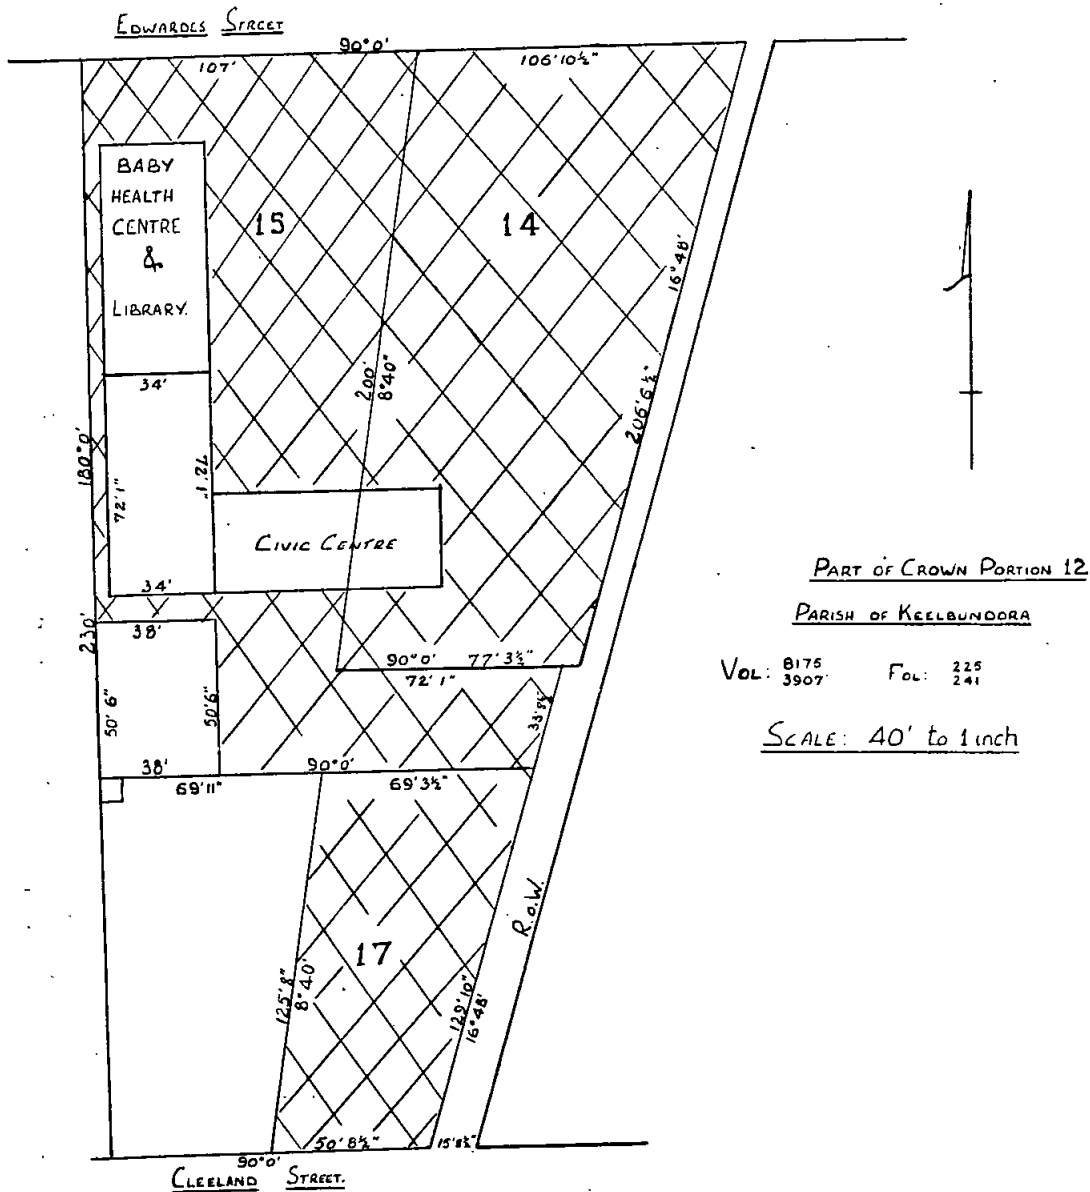 EDWARDES STREET
90°0'
107'
106'10½"
BABY
HEALTH
CENTRE
&
LIBRARY.
15
14
16°48'
34'
200'
8°40"
206'6½"
180°0'
72'1"
72'1"
CIVIC CENTRE
34'
38'
230'
90°0' 77'3½"
72'1"
50'6"
50'6"
38'
90°0'
69'11"
69'3½"
17
R.O.W.
125'8"
8°40'
129'10"
16°48'
50'8½"
15'8½"
90°0'
CLEELAND STREET.
PART OF CROWN PORTION 12
PARISH OF KEELBUNDORA
VOL: 8175 FOL: 225
3907 241
SCALE: 40' to 1 inch